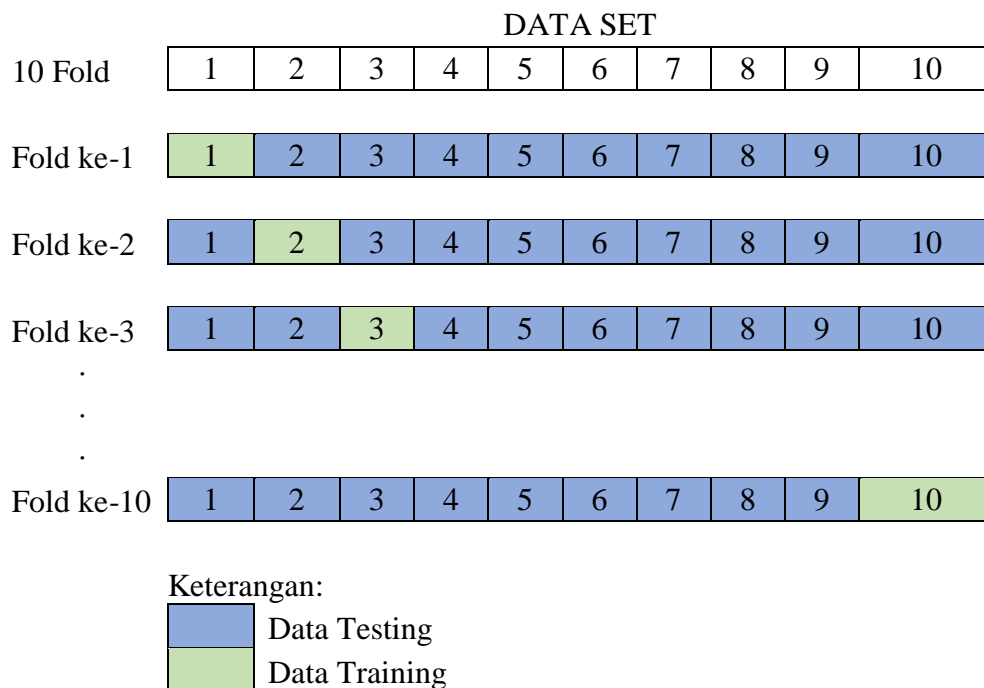 DATA SET
10 Fold 1 2 3 4 5 6 7 8 9 10
Fold ke-1 1 2 3 4 5 6 7 8 9 10
Fold ke-2 1 2 3 4 5 6 7 8 9 10
Fold ke-3 1 2 3 4 5 6 7 8 9 10
.
.
.
Fold ke-10 1 2 3 4 5 6 7 8 9 10
Keterangan:
Data Testing
Data Training